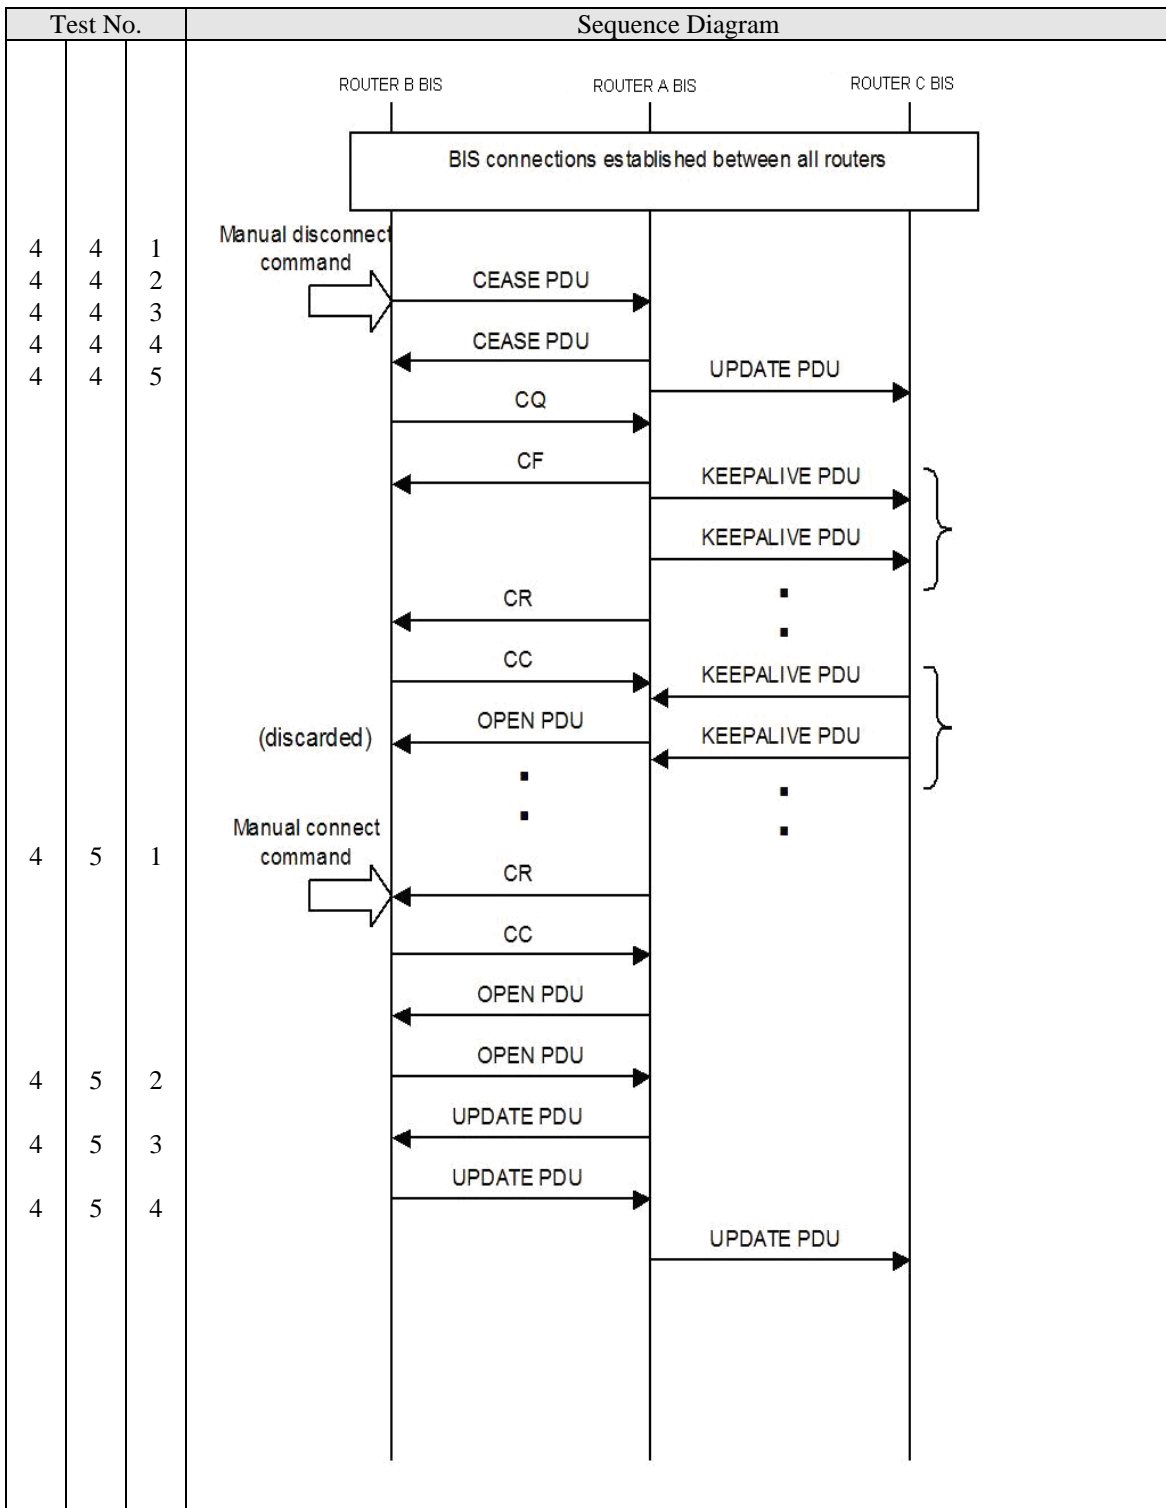 Test No. Sequence Diagram
ROUTER B BIS ROUTER A BIS ROUTER C BIS
BIS connections established between all routers
Manual disconnect
command
4 4 1
4 4 2
CEASE PDU
4 4 3
4 4 4
CEASE PDU
4 4 5
UPDATE PDU
CQ
CF
KEEPALIVE PDU
KEEPALIVE PDU
CR
CC
KEEPALIVE PDU
OPEN PDU
(discarded)
KEEPALIVE PDU
Manual connect
command
4 5 1
CR
CC
OPEN PDU
OPEN PDU
4 5 2
UPDATE PDU
4 5 3
UPDATE PDU
4 5 4
UPDATE PDU